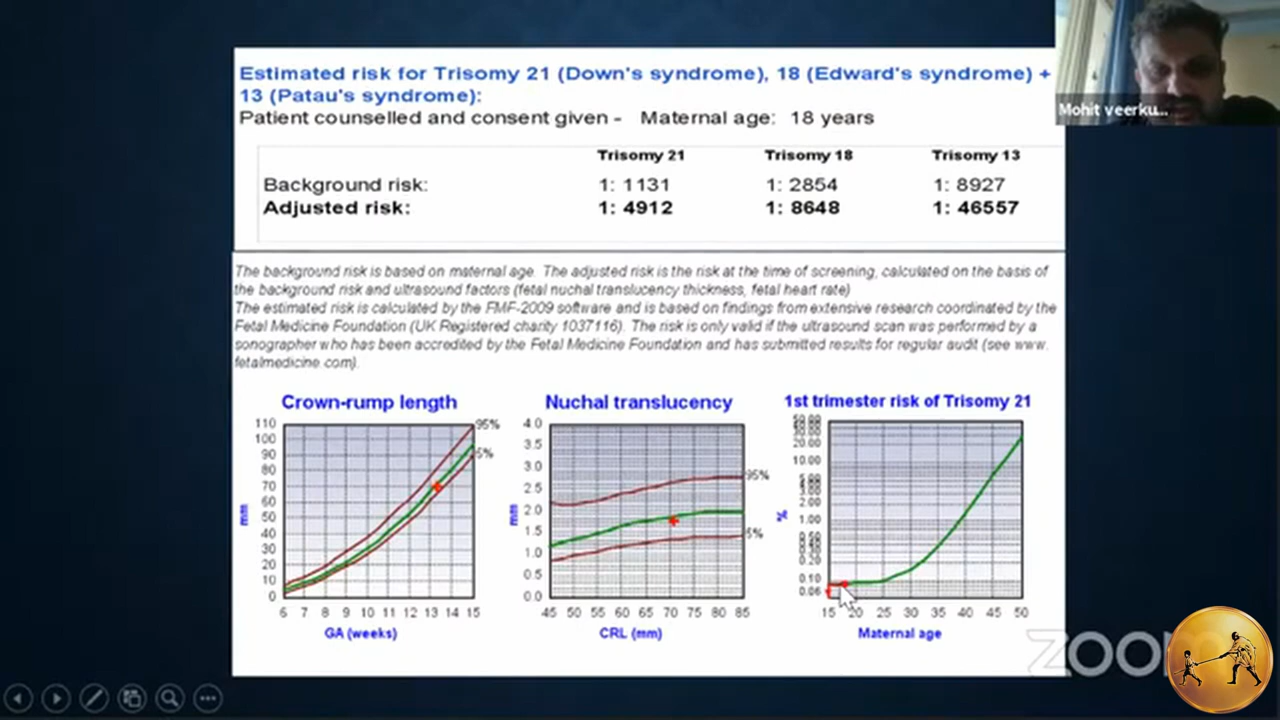 Estimated risk for Trisomy 21 (Down's syndrome), 18 (Edward's syndrome) +
13 (Patau's syndrome):
Patient counselled and consent given - Maternal age: 18 years
Trisomy 21 Trisomy 18 Trisomy 13
Background risk: 1: 1131 1: 2854 1: 8927
Adjusted risk: 1: 4912 1: 8648 1: 46557
The background risk is based on maternal age. The adjusted risk is the risk at the time of screening, calculated on the basis of
the background risk and ultrasound factors (fetal nuchal translucency thickness, fetal heart rate)
The estimated risk is calculated by the FMF-2009 software and is based on findings from extensive research coordinated by the
Fetal Medicine Foundation (UK Registered charity 1037116). The risk is only valid if the ultrasound scan was performed by a
sonographer who has been accredited by the Fetal Medicine Foundation and has submitted results for regular audit (see www.
fetalmedicine.com).
Mohit veerku...
Crown-rump length
110
100
90
80
70
60
50
40
30
20
10
0
mm
95%
5%
6 7 8 9 10 11 12 13 14 15
GA (weeks)
Nuchal translucency
4.0
3.5
3.0
2.5
2.0
1.5
1.0
0.5
0.0
mm
95%
5%
45 50 55 60 65 70 75 80 85
CRL (mm)
1st trimester risk of Trisomy 21
20.00
10.00
2.00
1.00
0.20
0.10
0.06
%
15 20 25 30 35 40 45 50
Maternal age
zoom